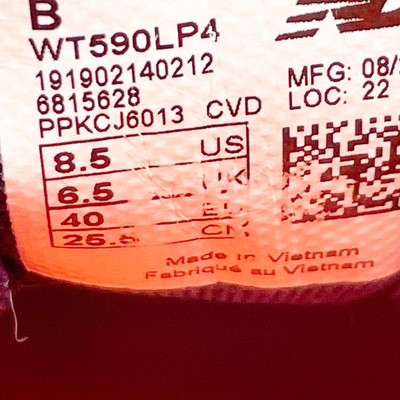 B
WT590LP4
191902140212
6815628
PPKCJ6013 CVD
MFG: 08/
LOC: 22
8.5 US
6.5 UK
40
25.5
Made in Vietnam
Fabriqué au Vietnam